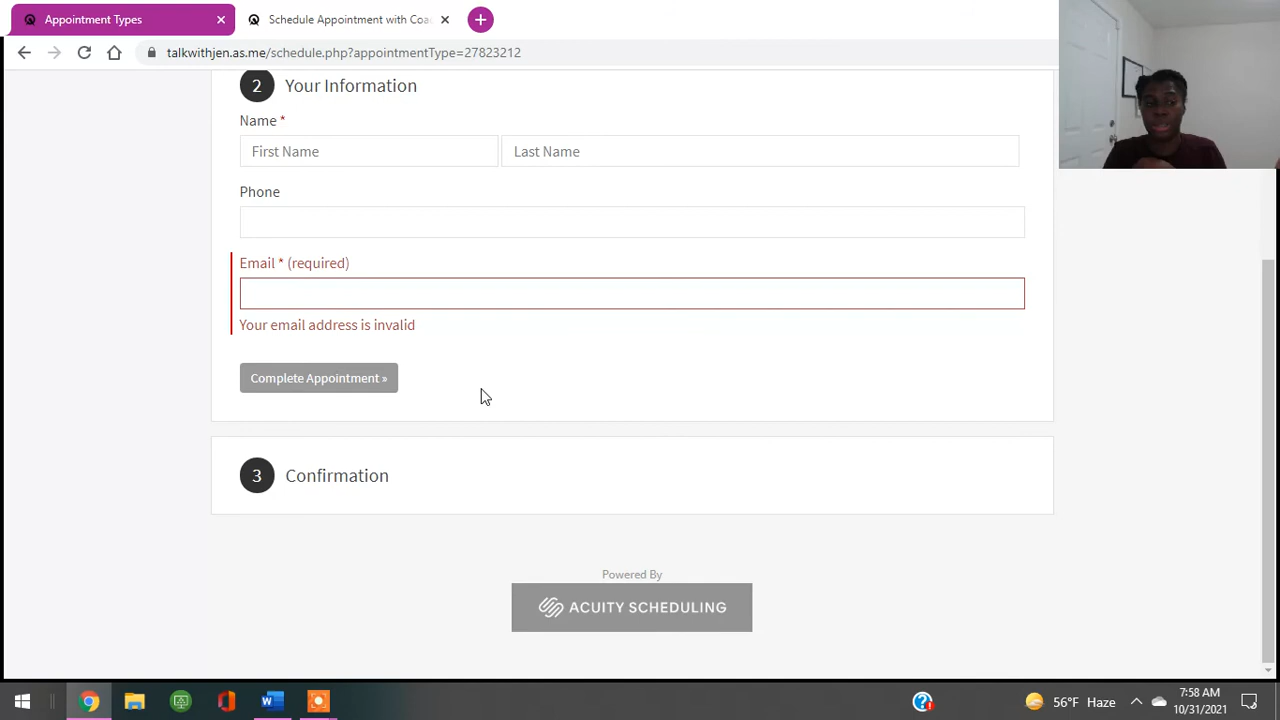 Appointment Types
Schedule Appointment with Coa
talkwithjen.as.me/schedule.php?appointmentType=27823212
2 Your Information
Name *
First Name Last Name
Phone
Email * (required)
Your email address is invalid
Complete Appointment »
3 Confirmation
Powered By
ACUITY SCHEDULING
56°F Haze
7:58 AM
10/31/2021